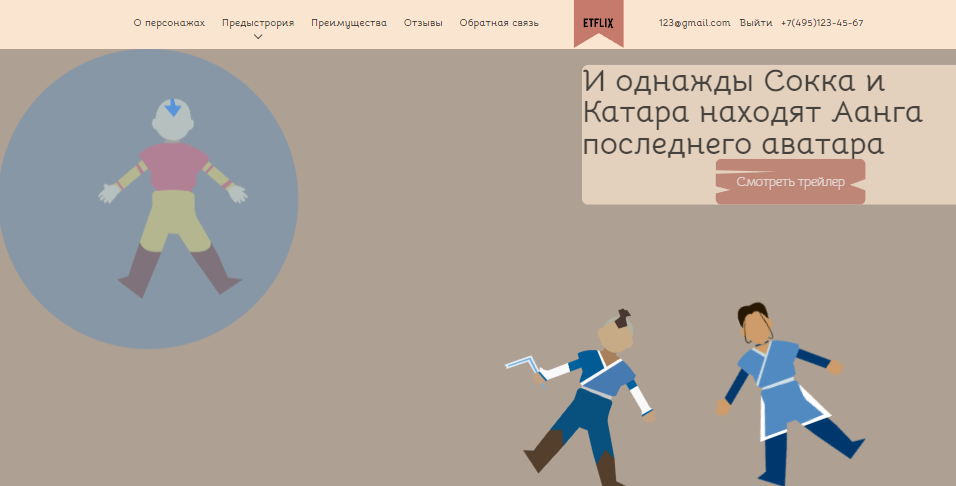 О персонажах Предыстрория Преимущества Отзывы Обратная связь ETFLIX 123@gmail.com Выйти +7(495)123-45-67
И однажды Сокка и
Катара находят Аанга
последнего аватара
Смотреть трейлер